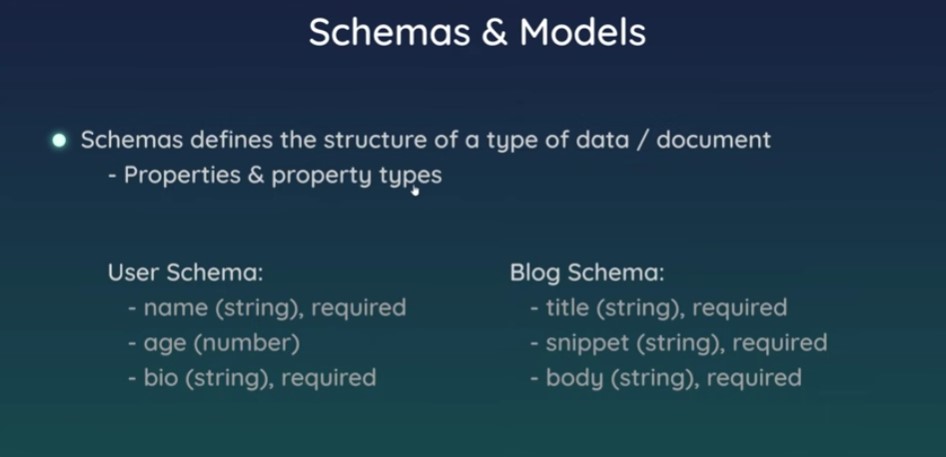 Schemas & Models
Schemas defines the structure of a type of data / document
- Properties & property types
User Schema:
- name (string), required
- age (number)
- bio (string), required
Blog Schema:
- title (string), required
- snippet (string), required
- body (string), required